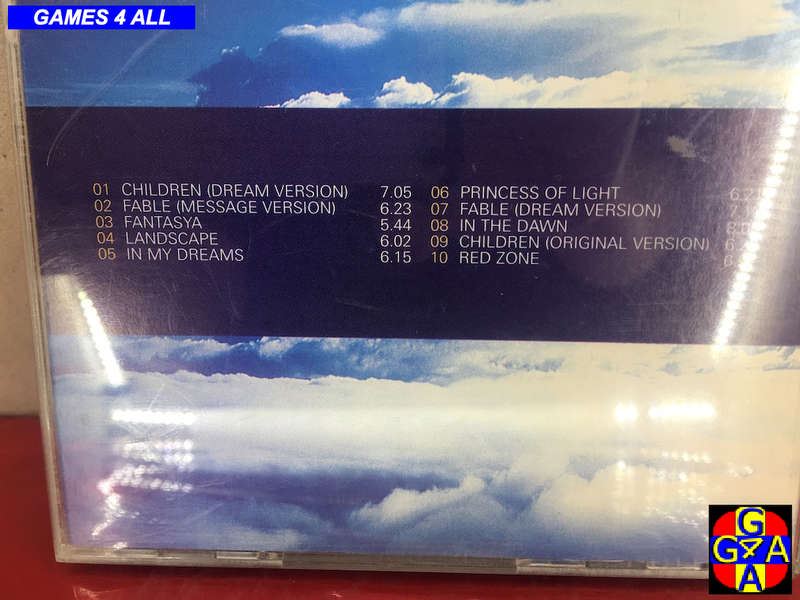 GAMES 4 ALL
01 CHILDREN (DREAM VERSION) 7.05
02 FABLE (MESSAGE VERSION) 6.23
03 FANTASYA 5.44
04 LANDSCAPE 6.02
05 IN MY DREAMS 6.15
06 PRINCESS OF LIGHT
07 FABLE (DREAM VERSION)
08 IN THE DAWN
09 CHILDREN (ORIGINAL VERSION)
10 RED ZONE
G
G4A
A